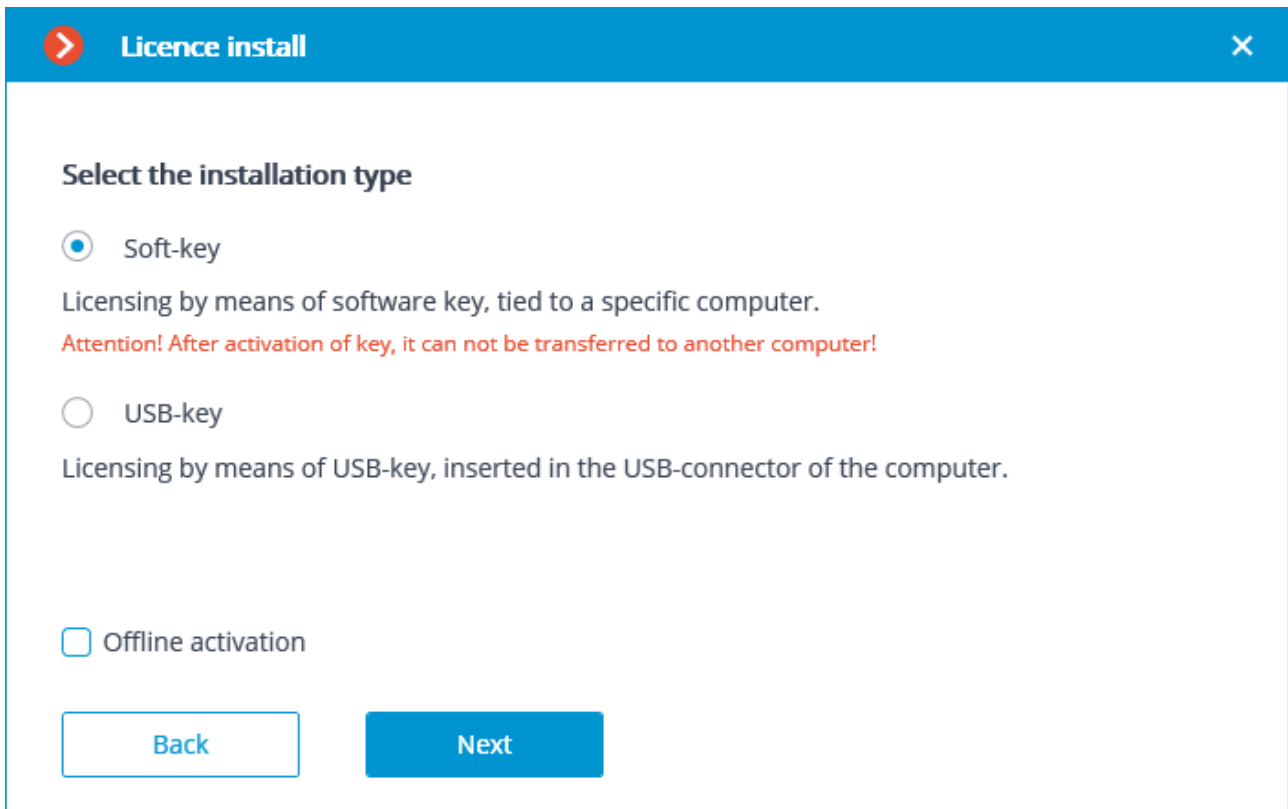 Licence install
Select the installation type
Soft-key
Licensing by means of software key, tied to a specific computer.
Attention! After activation of key, it can not be transferred to another computer!
USB-key
Licensing by means of USB-key, inserted in the USB-connector of the computer.
Offline activation
Back
Next